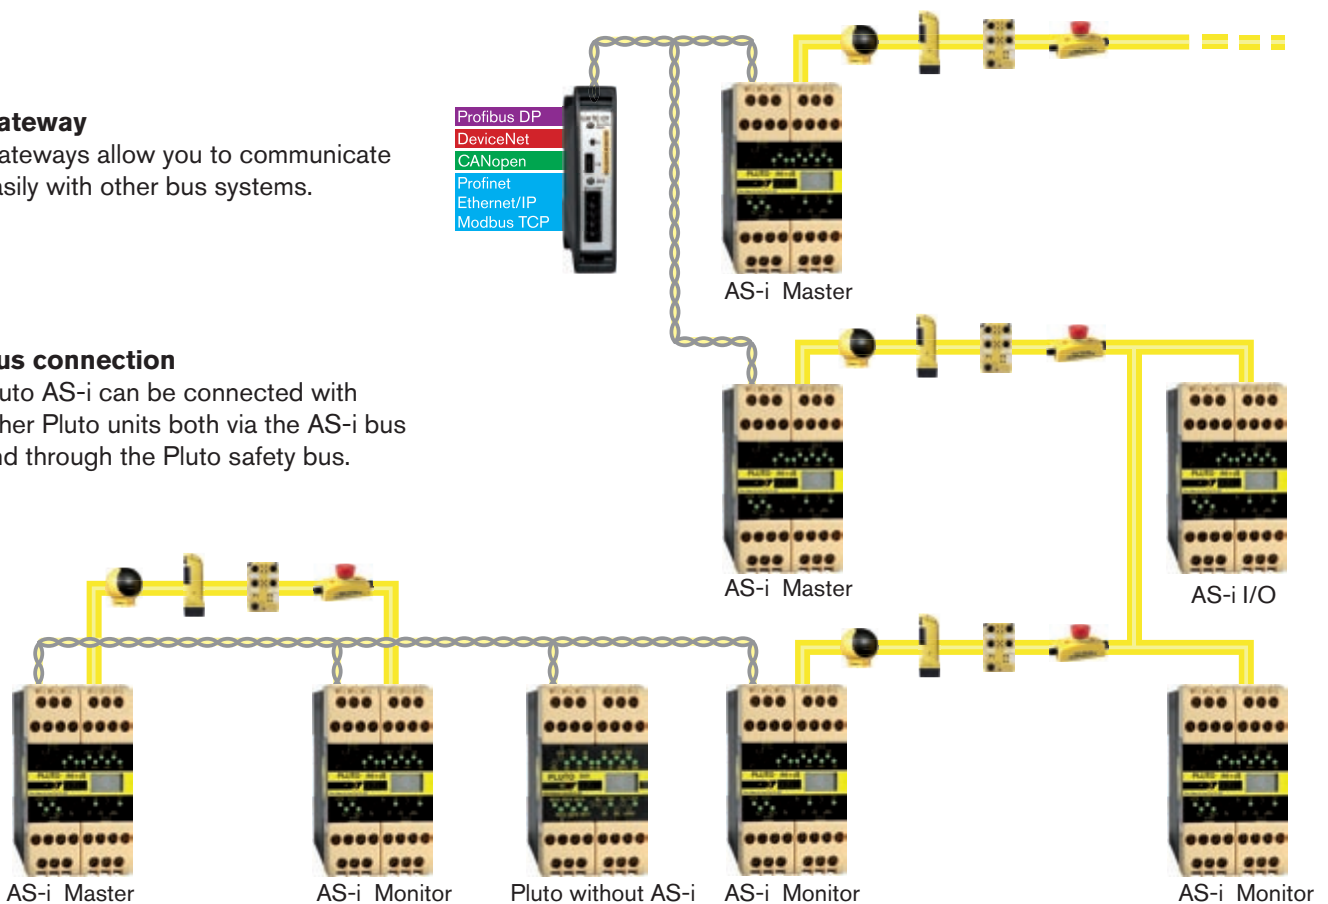 ateway
ateways allow you to communicate
asily with other bus systems.
Profibus DP
DeviceNet
CANopen
Profinet
Ethernet/IP
Modbus TCP
AS-i Master
us connection
uto AS-i can be connected with
her Pluto units both via the AS-i bus
nd through the Pluto safety bus.
AS-i Master
AS-i I/O
PLUTO
AS-i Master
AS-i Monitor
Pluto without AS-i
AS-i Monitor
AS-i Monitor